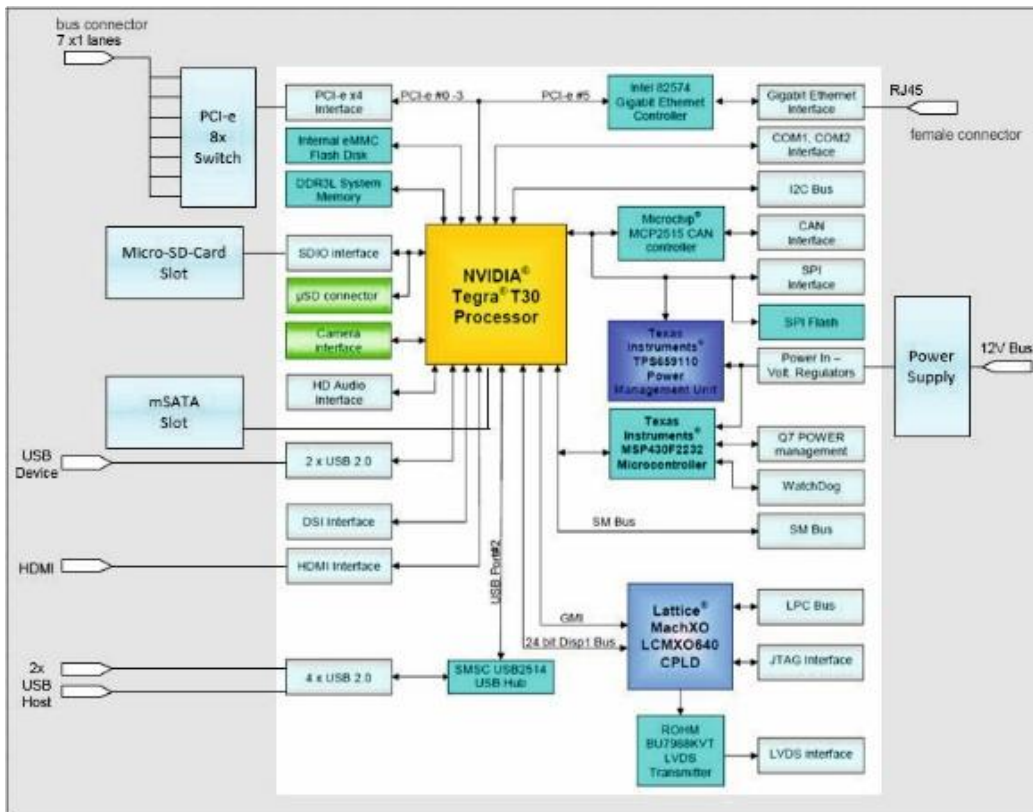 bus connector
7 x1 lanes
PCI-e
8x
Switch
PCI-e x4
Interface
PCI-e #0 -3
PCI-e #5
Intel 82574
Gigabit Ethernet
Controller
Gigabit Ethernet
Interface
RJ45
female connector
Internal eMMC
Flash Disk
COM1, COM2
Interface
DDR3L System
Memory
I2C Bus
Micro-SD-Card
Slot
SDIO interface
µSD connector
Camera
interface
HD Audio
Interface
NVIDIA®
Tegra® T30
Processor
Microchip®
MCP2515 CAN
controller
CAN
Interface
SPI
Interface
SPI Flash
Texas
Instruments®
TPS659110
Power
Management Unit
Power In –
Volt. Regulators
Power
Supply
12V Bus
mSATA
Slot
Texas
Instruments®
MSP430F2232
Microcontroller
Q7 POWER
management
WatchDog
USB
Device
2 x USB 2.0
SM Bus
SM Bus
DSI Interface
HDMI
HDMI Interface
USB Port#2
GMI
24 bit Disp1 Bus
Lattice®
MachXO
LCMXO640
CPLD
LPC Bus
JTAG Interface
2x
USB
Host
4 x USB 2.0
SMSC USB2514
USB Hub
ROHM
BU7988KVT
LVDS
Transmitter
LVDS interface